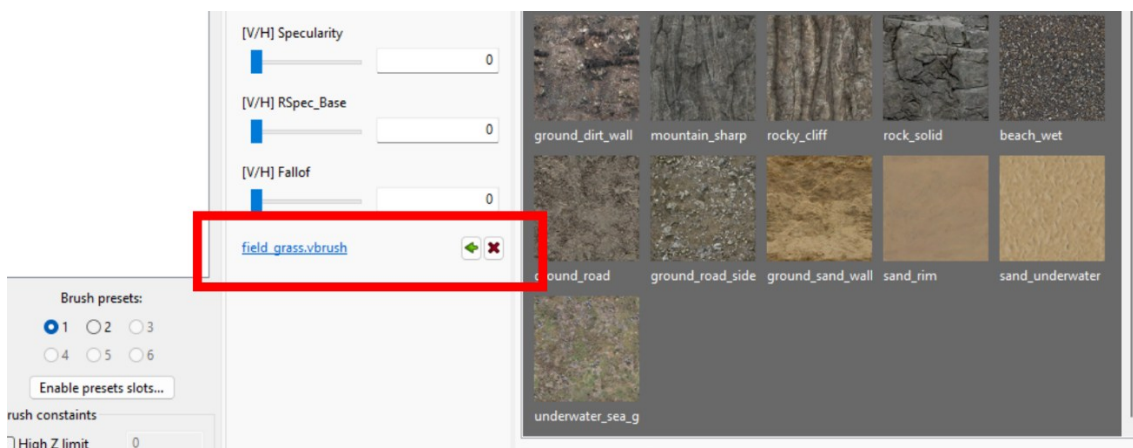 [V/H] Specularity
0
[V/H] RSpec_Base
0
[V/H] Fallof
0
field_grass.vbrush
Brush presets:
1 2 3
4 5 6
Enable presets slots...
rush constaints
High Z limit 0
ground_dirt_wall mountain_sharp rocky_cliff rock_solid beach_wet
ound_road ground_road_side ground_sand_wall sand_rim sand_underwater
underwater_sea_g